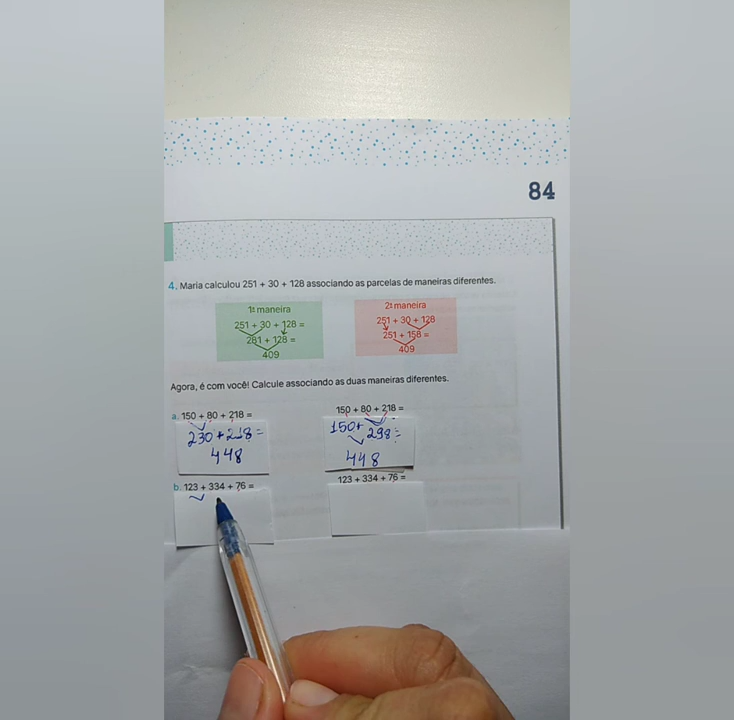 84
4. Maria calculou 251 + 30 + 128 associando as parcelas de maneiras diferentes.
1ª maneira
251 + 30 + 128 =
281 + 128 =
409
2ª maneira
251 + 30 + 128
251 + 158 =
409
Agora, é com você! Calcule associando as duas maneiras diferentes.
a. 150 + 80 + 218 =
230 + 218 =
448
150 + 80 + 218 =
150 + 298 =
448
b. 123 + 334 + 76 =
123 + 334 + 76 =